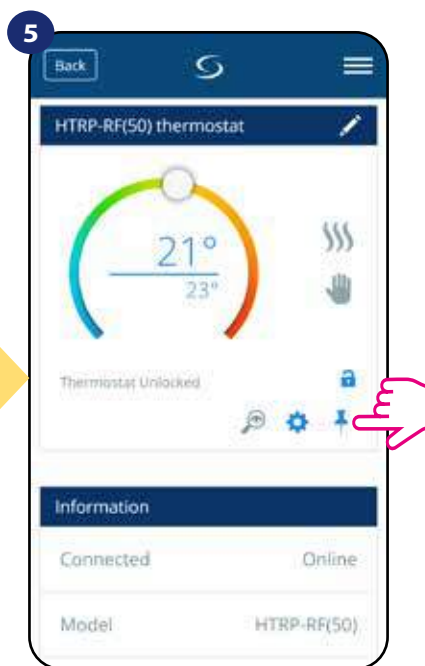 5
Back
HTRP-RF(50) thermostat
21°
23°
Thermostat Unlocked
Information
Connected Online
Model HTRP-RF(50)